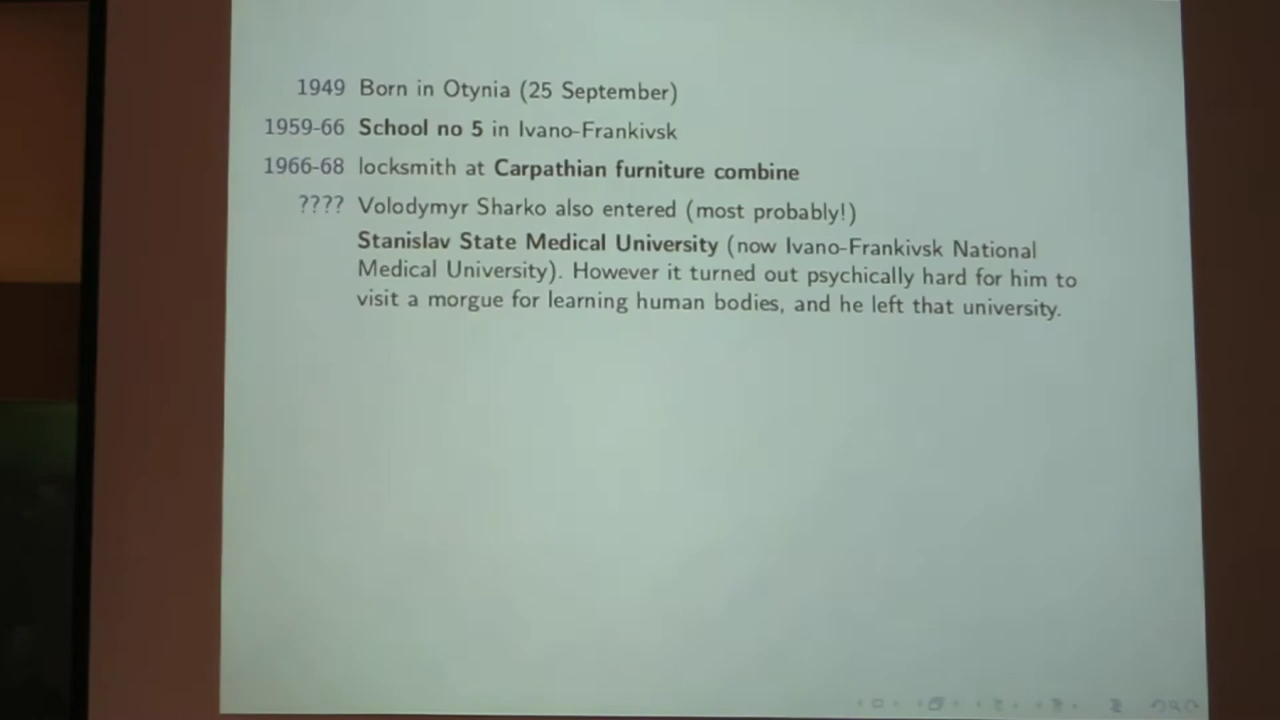 1949 Born in Otynia (25 September)
1959-66 School no 5 in Ivano-Frankivsk
1966-68 locksmith at Carpathian furniture combine
???? Volodymyr Sharko also entered (most probably!)
Stanislav State Medical University (now Ivano-Frankivsk National
Medical University). However it turned out psychically hard for him to
visit a morgue for learning human bodies, and he left that university.